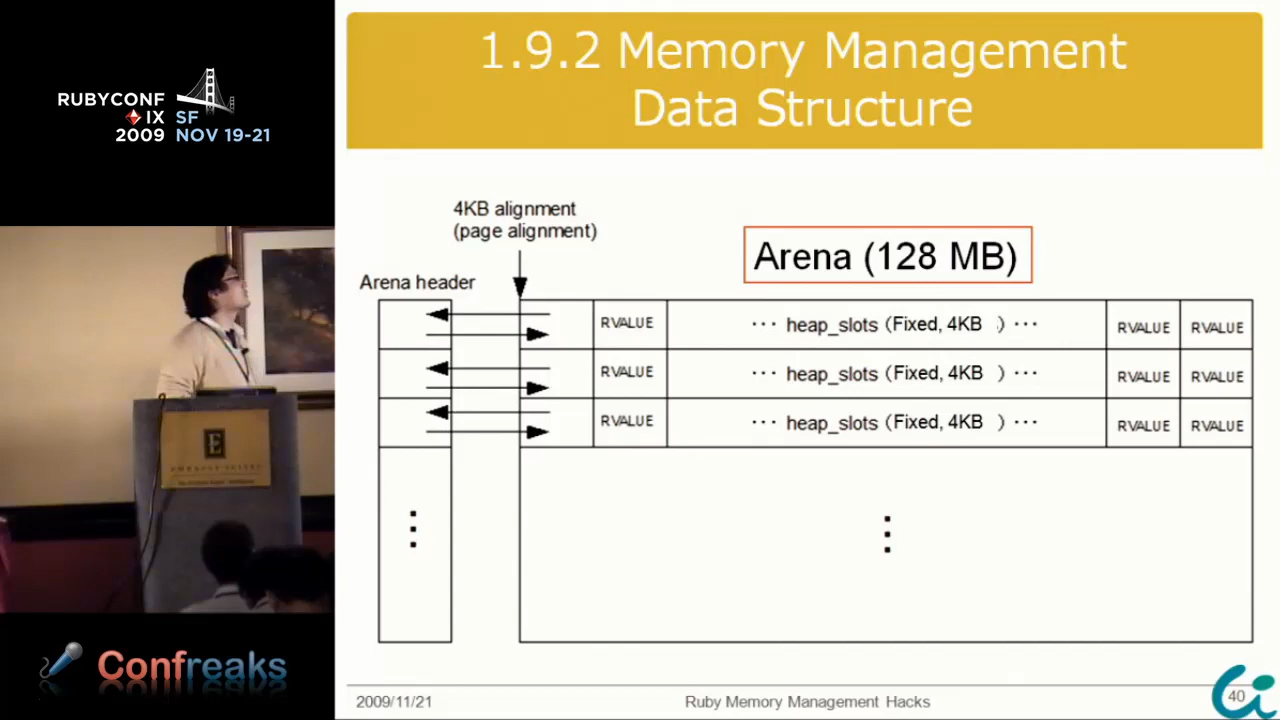 RUBYCONF
IX SF
2009 NOV 19-21
1.9.2 Memory Management
Data Structure
4KB alignment
(page alignment)
Arena (128 MB)
Arena header
RVALUE ··· heap_slots (Fixed, 4KB ) ··· RVALUE RVALUE
RVALUE ··· heap_slots (Fixed, 4KB ) ··· RVALUE RVALUE
RVALUE ··· heap_slots (Fixed, 4KB ) ··· RVALUE RVALUE
E
Confreaks
2009/11/21 Ruby Memory Management Hacks 40